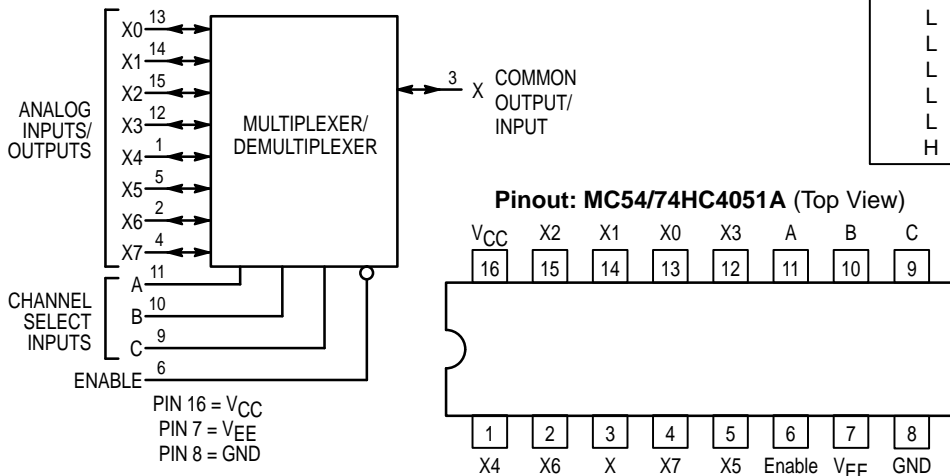 X0 13
X1 14
X2 15
X3 12
X4 1
X5 5
X6 2
X7 4
ANALOG
INPUTS/
OUTPUTS
MULTIPLEXER/
DEMULTIPLEXER
3 X COMMON
OUTPUT/
INPUT
A 11
B 10
C 9
CHANNEL
SELECT
INPUTS
ENABLE 6
PIN 16 = VCC
PIN 7 = VEE
PIN 8 = GND
L
L
L
L
L
H
Pinout: MC54/74HC4051A (Top View)
VCC X2 X1 X0 X3 A B C
16 15 14 13 12 11 10 9
1 2 3 4 5 6 7 8
X4 X6 X X7 X5 Enable VEE GND